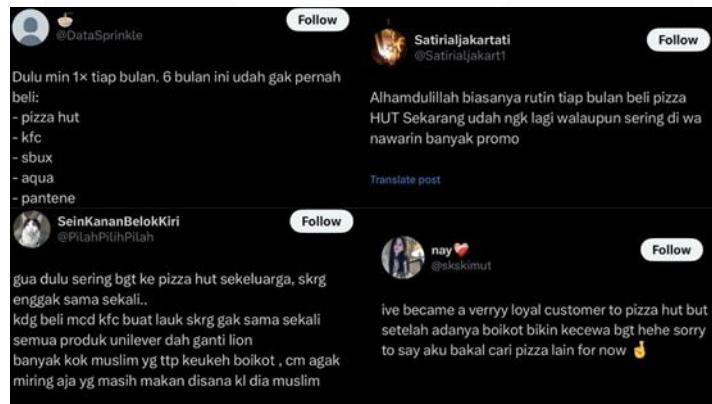 @DataSprinkle
Follow
Dulu min 1× tiap bulan. 6 bulan ini udah gak pernah
beli:
- pizza hut
- kfc
- sbux
- aqua
- pantene
Satirialjakartati
@Satirialjakart1
Follow
Alhamdulillah biasanya rutin tiap bulan beli pizza
HUT Sekarang udah ngk lagi walaupun sering di wa
nawarin banyak promo
Translate post
SeinKananBelokKiri
@PilahPilihPilah
Follow
gua dulu sering bgt ke pizza hut sekeluarga, skrg
enggak sama sekali..
kdg beli mcd kfc buat lauk skrg gak sama sekali
semua produk unilever dah ganti lion
banyak kok muslim yg ttp keukeh boikot , cm agak
miring aja yg masih makan disana kl dia muslim
nay❤️‍🩹
@skskimut
Follow
ive became a verryy loyal customer to pizza hut but
setelah adanya boikot bikin kecewa bgt hehe sorry
to say aku bakal cari pizza lain for now 🤞